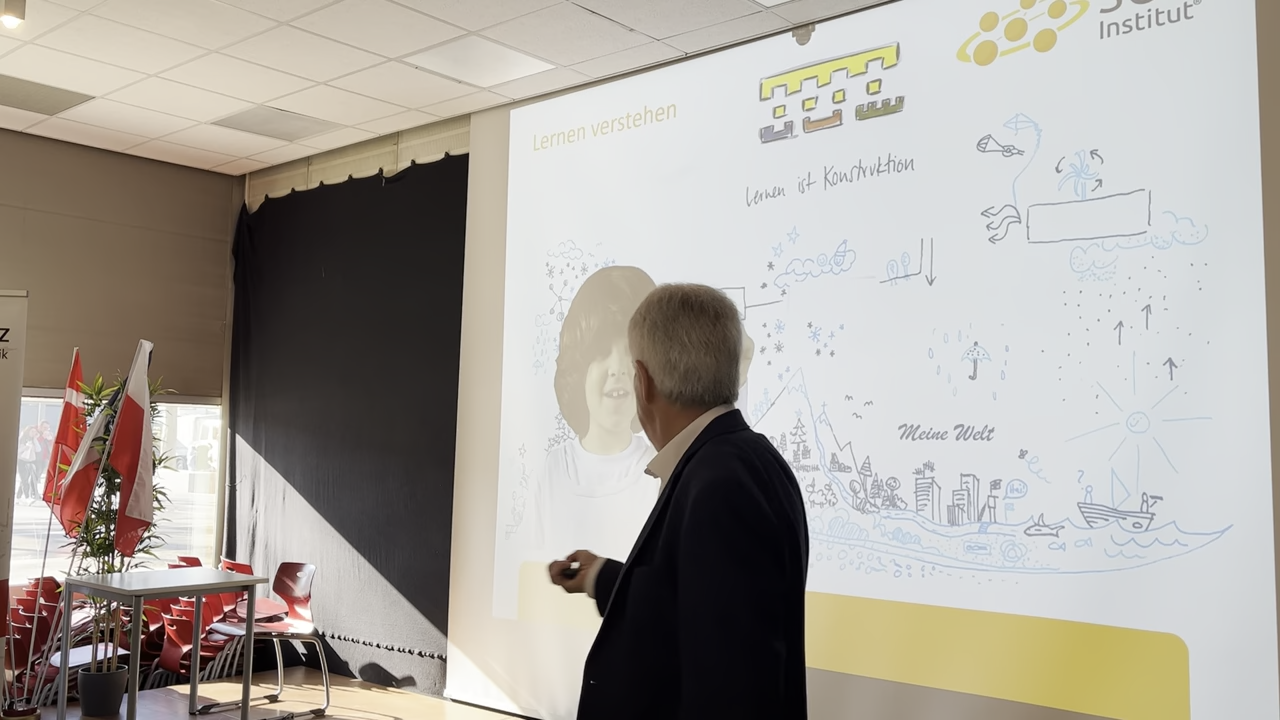 Institut®
Lernen verstehen
Lernen ist Konstruktion
Meine Welt